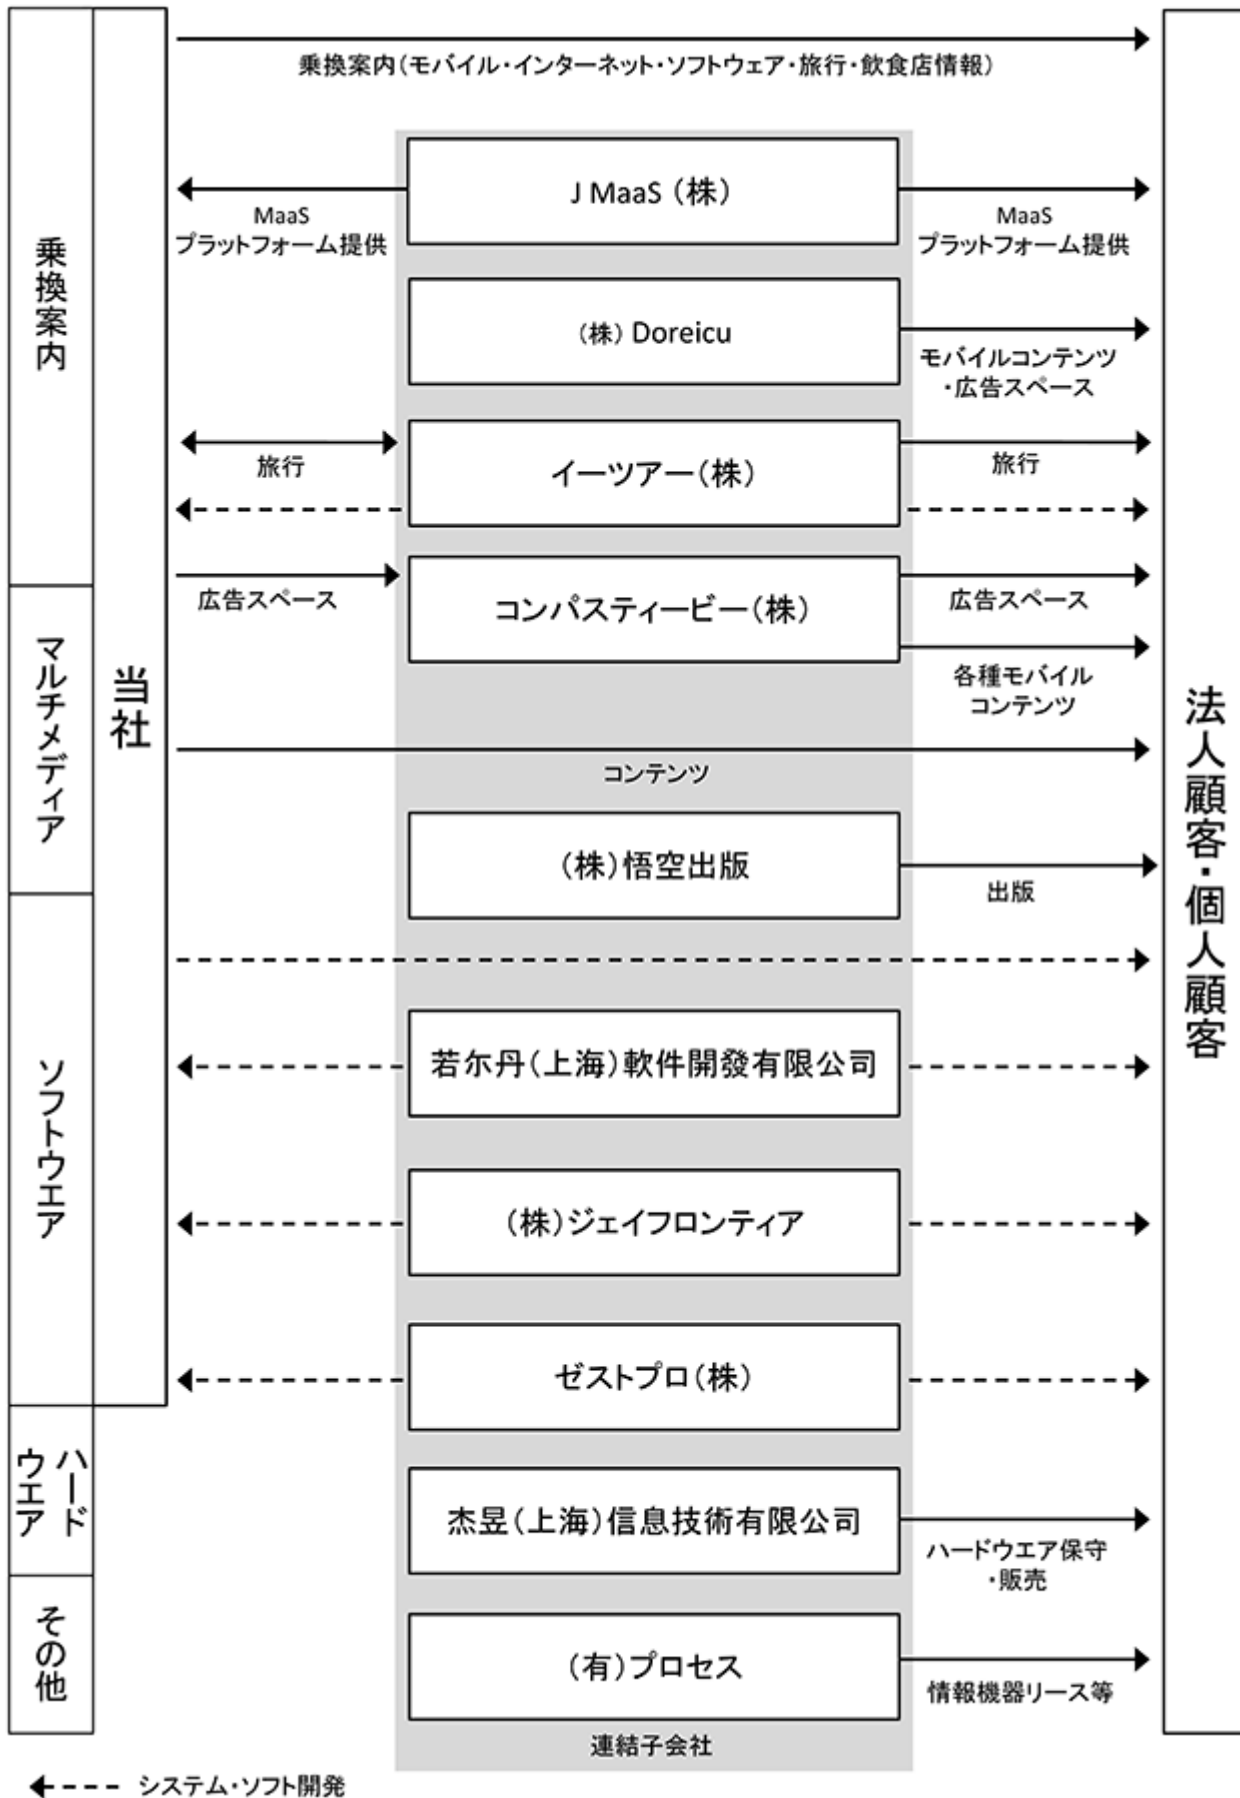 乗換案内(モバイル・インターネット・ソフトウェア・旅行・飲食店情報)
乗換案内
マルチメディア
ソフトウエア
ハード
ウエア
その他
当社
J MaaS (株)
MaaS
プラットフォーム提供
MaaS
プラットフォーム提供
(株) Doreicu
モバイルコンテンツ
・広告スペース
イーツアー(株)
旅行
旅行
コンパスティービー(株)
広告スペース
広告スペース
各種モバイル
コンテンツ
コンテンツ
(株)悟空出版
出版
若尓丹(上海)軟件開發有限公司
(株)ジェイフロンティア
ゼストプロ(株)
杰昱(上海)信息技術有限公司
ハードウエア保守
・販売
(有)プロセス
情報機器リース等
連結子会社
法人顧客・個人顧客
システム・ソフト開発